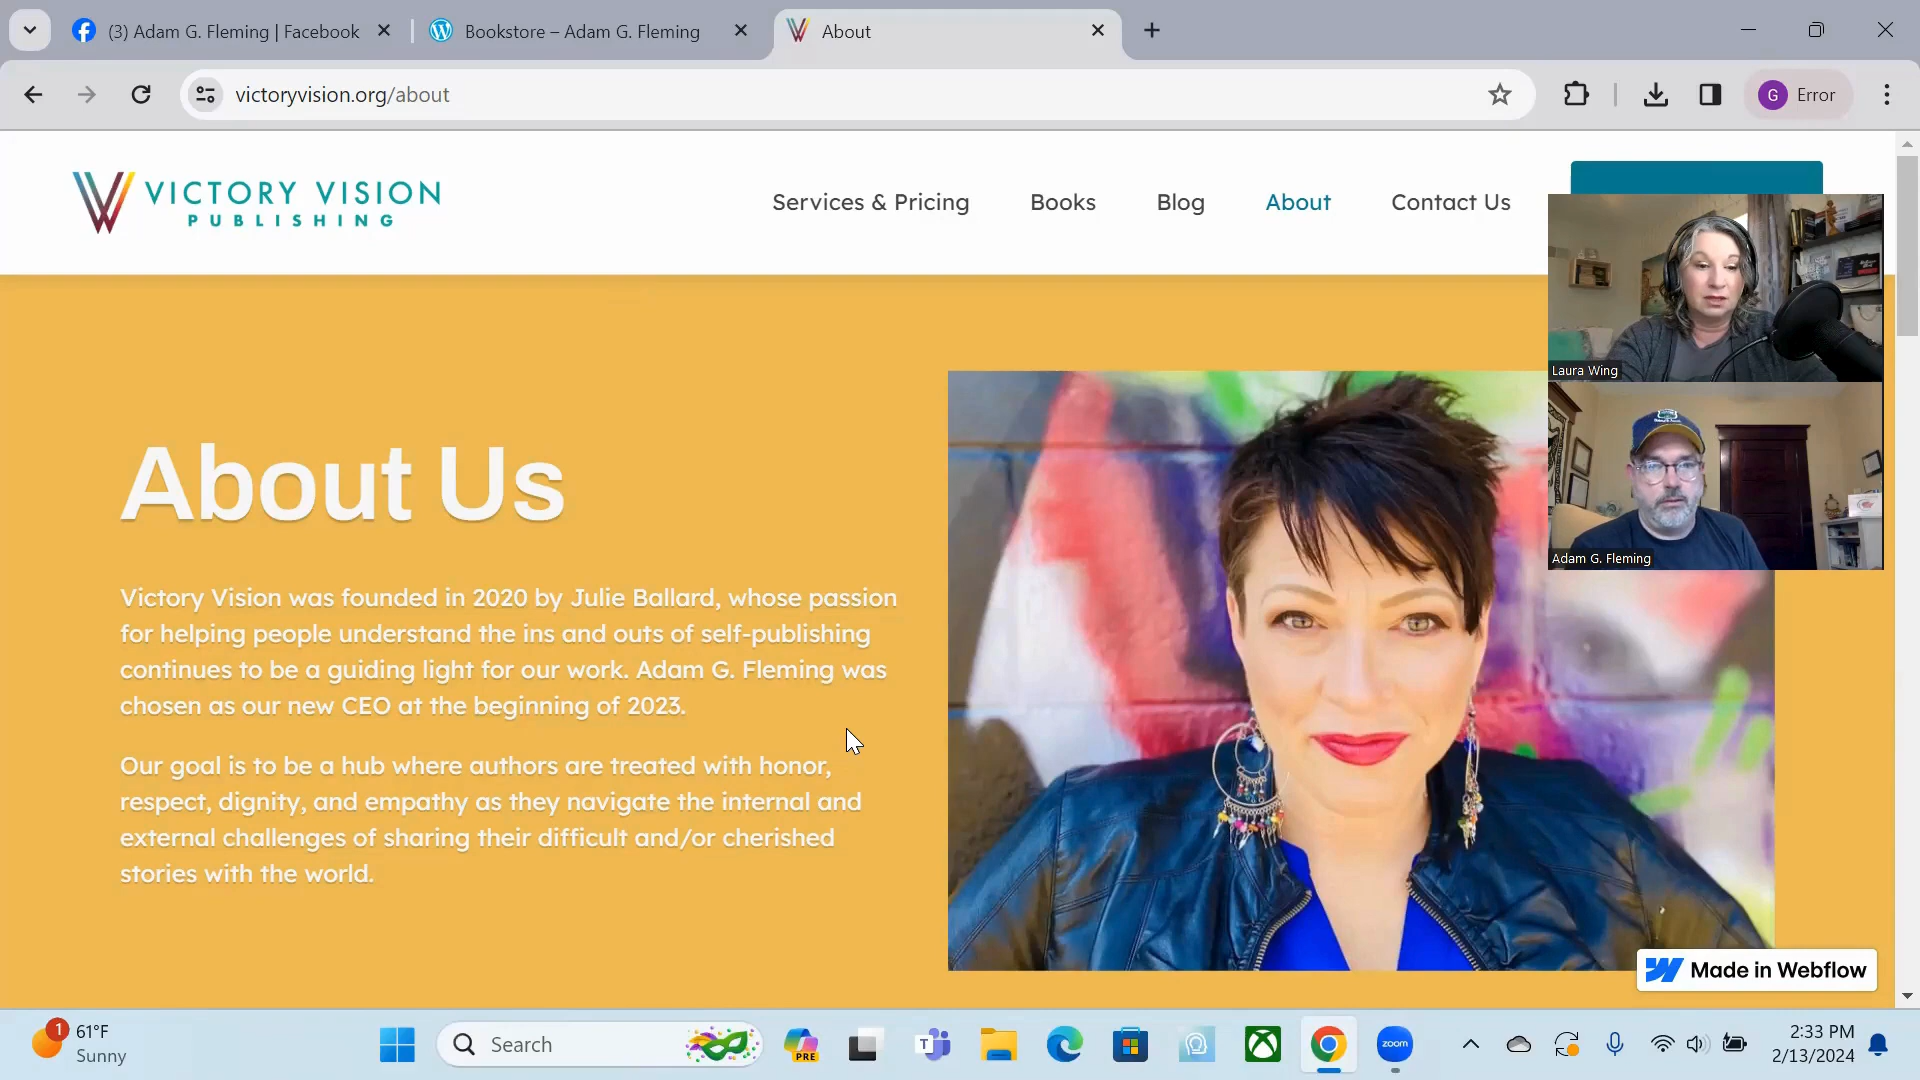 (3) Adam G. Fleming | Facebook
Bookstore – Adam G. Fleming
About
victoryvision.org/about
G
Error
VICTORY VISION
PUBLISHING
Services & Pricing
Books
Blog
About
Contact Us
Laura Wing
Adam G. Fleming
About Us
Victory Vision was founded in 2020 by Julie Ballard, whose passion
for helping people understand the ins and outs of self-publishing
continues to be a guiding light for our work. Adam G. Fleming was
chosen as our new CEO at the beginning of 2023.
Our goal is to be a hub where authors are treated with honor,
respect, dignity, and empathy as they navigate the internal and
external challenges of sharing their difficult and/or cherished
stories with the world.
Made in Webflow
1
61°F
Sunny
Search
PRE
T
zoom
2:33 PM
2/13/2024